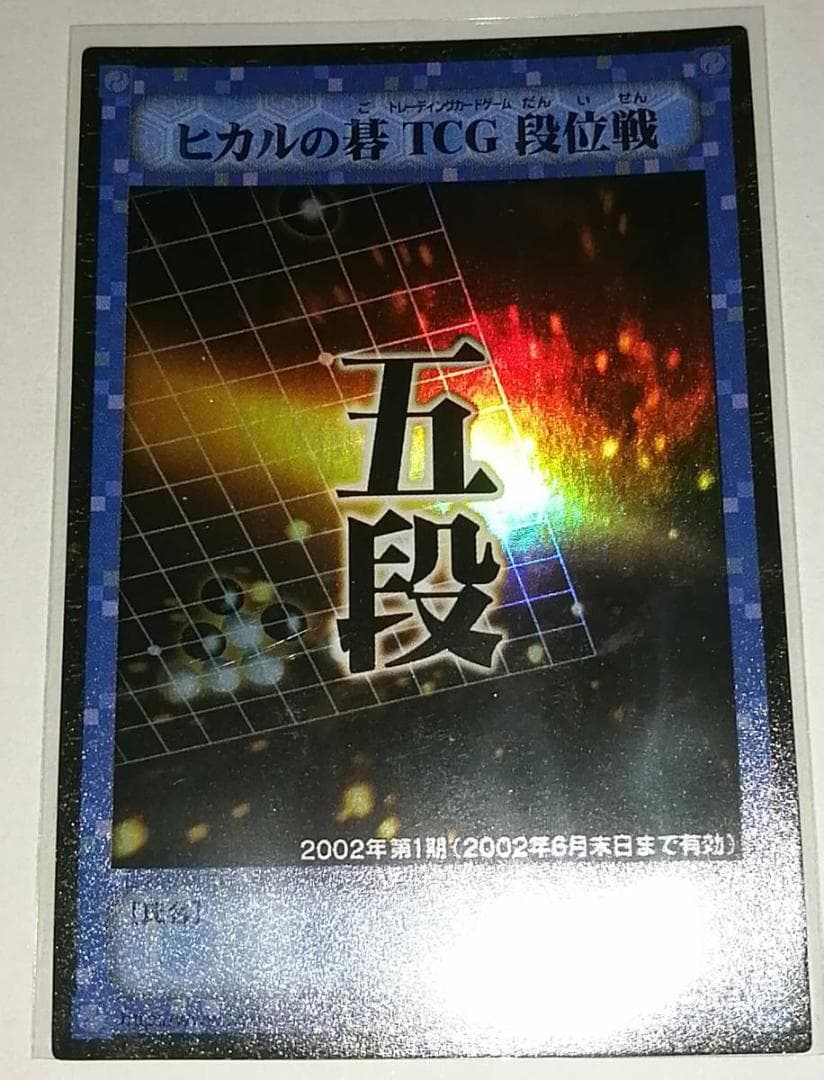 ご トレーディングカードゲーム だん い せん
ヒカルの碁 TCG 段位戦
五
段
2002年第1期(2002年6月末日まで有効)
[氏名]